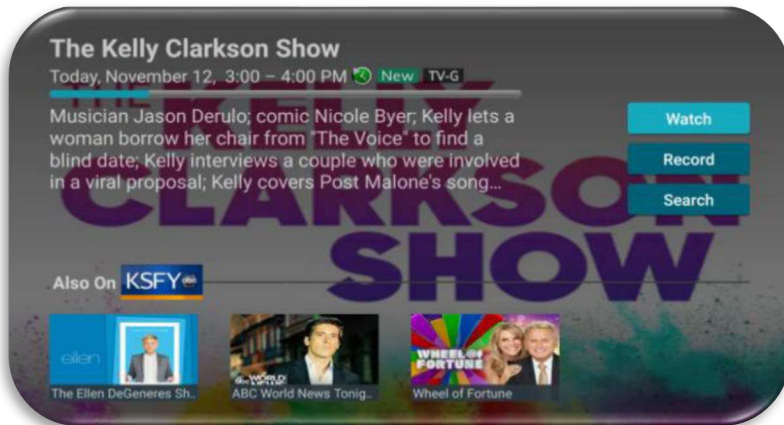 The Kelly Clarkson Show
Today, November 12, 3:00 – 4:00 PM New TV-G
Musician Jason Derulo; comic Nicole Byer; Kelly lets a
woman borrow her chair from "The Voice" to find a
blind date; Kelly interviews a couple who were involved
in a viral proposal; Kelly covers Post Malone's song...
Watch
Record
Search
THE
KELLY
CLARKSON
SHOW
Also On KSFY abc
ellen
WORLD
NEWS
WHEEL OF
FORTUNE
The Ellen DeGeneres Sh..
ABC World News Tonig..
Wheel of Fortune